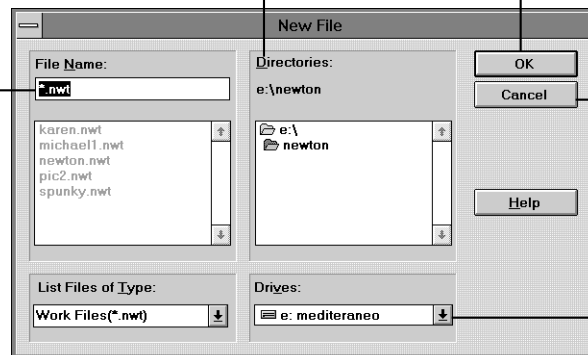 New File
File Name:
*.nwt
karen.nwt
michael1.nwt
newton.nwt
pic2.nwt
spunky.nwt
List Files of Type:
Work Files(*.nwt)
Directories:
e:\newton
e:\
newton
Drives:
e: mediteraneo
OK
Cancel
Help